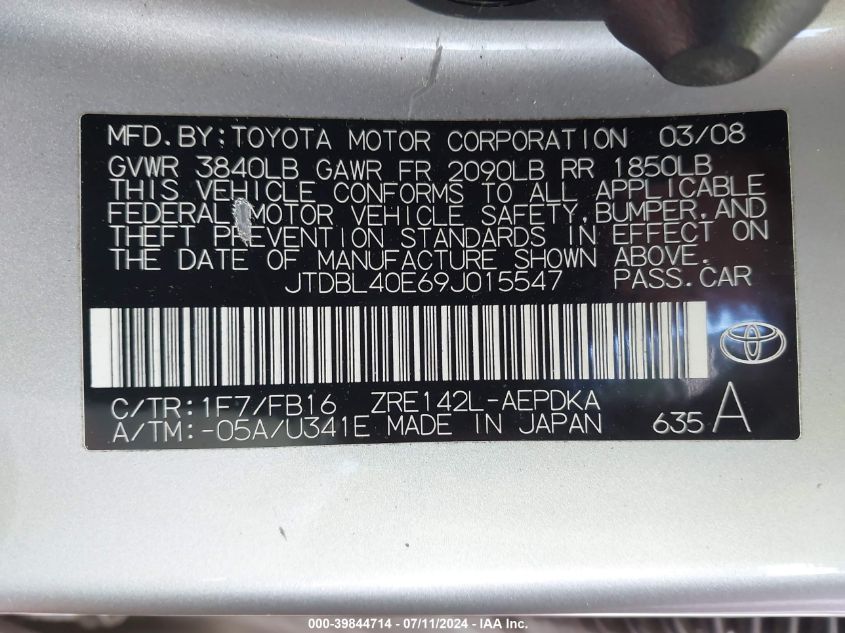 MFD.BY:TOYOTA MOTOR CORPORATION 03/08
GVWR 3840LB GAWR FR 2090LB RR 1850LB
THIS VEHICLE CONFORMS TO ALL APPLICABLE
FEDERAL MOTOR VEHICLE SAFETY,BUMPER,AND
THEFT PREVENTION STANDARDS IN EFFECT ON
THE DATE OF MANUFACTURE SHOWN ABOVE.
JTDBL40E69J015547 PASS.CAR
C/TR:1F7/FB16 ZRE142L-AEPDKA
A/TM:-05A/U341E MADE IN JAPAN 635 A
000-39844714 - 07/11/2024 - IAA Inc.